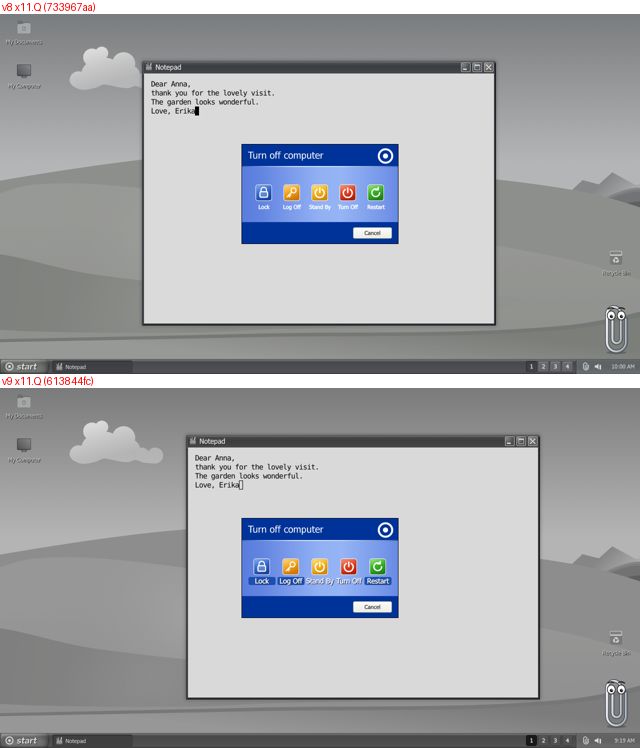 v8 x11.Q (733967aa)
My Documents
My Computer
Notepad
Dear Anna,
thank you for the lovely visit.
The garden looks wonderful.
Love, Erika
Turn off computer
Lock Log Off Stand By Turn Off Restart
Cancel
Recycle Bin
start Notepad 1 2 3 4 10:00 AM
v9 x11.Q (613844fc)
My Documents
My Computer
Notepad
Dear Anna,
thank you for the lovely visit.
The garden looks wonderful.
Love, Erika
Turn off computer
Lock Log Off Stand By Turn Off Restart
Cancel
Recycle Bin
start Notepad 1 2 3 4 9:19 AM